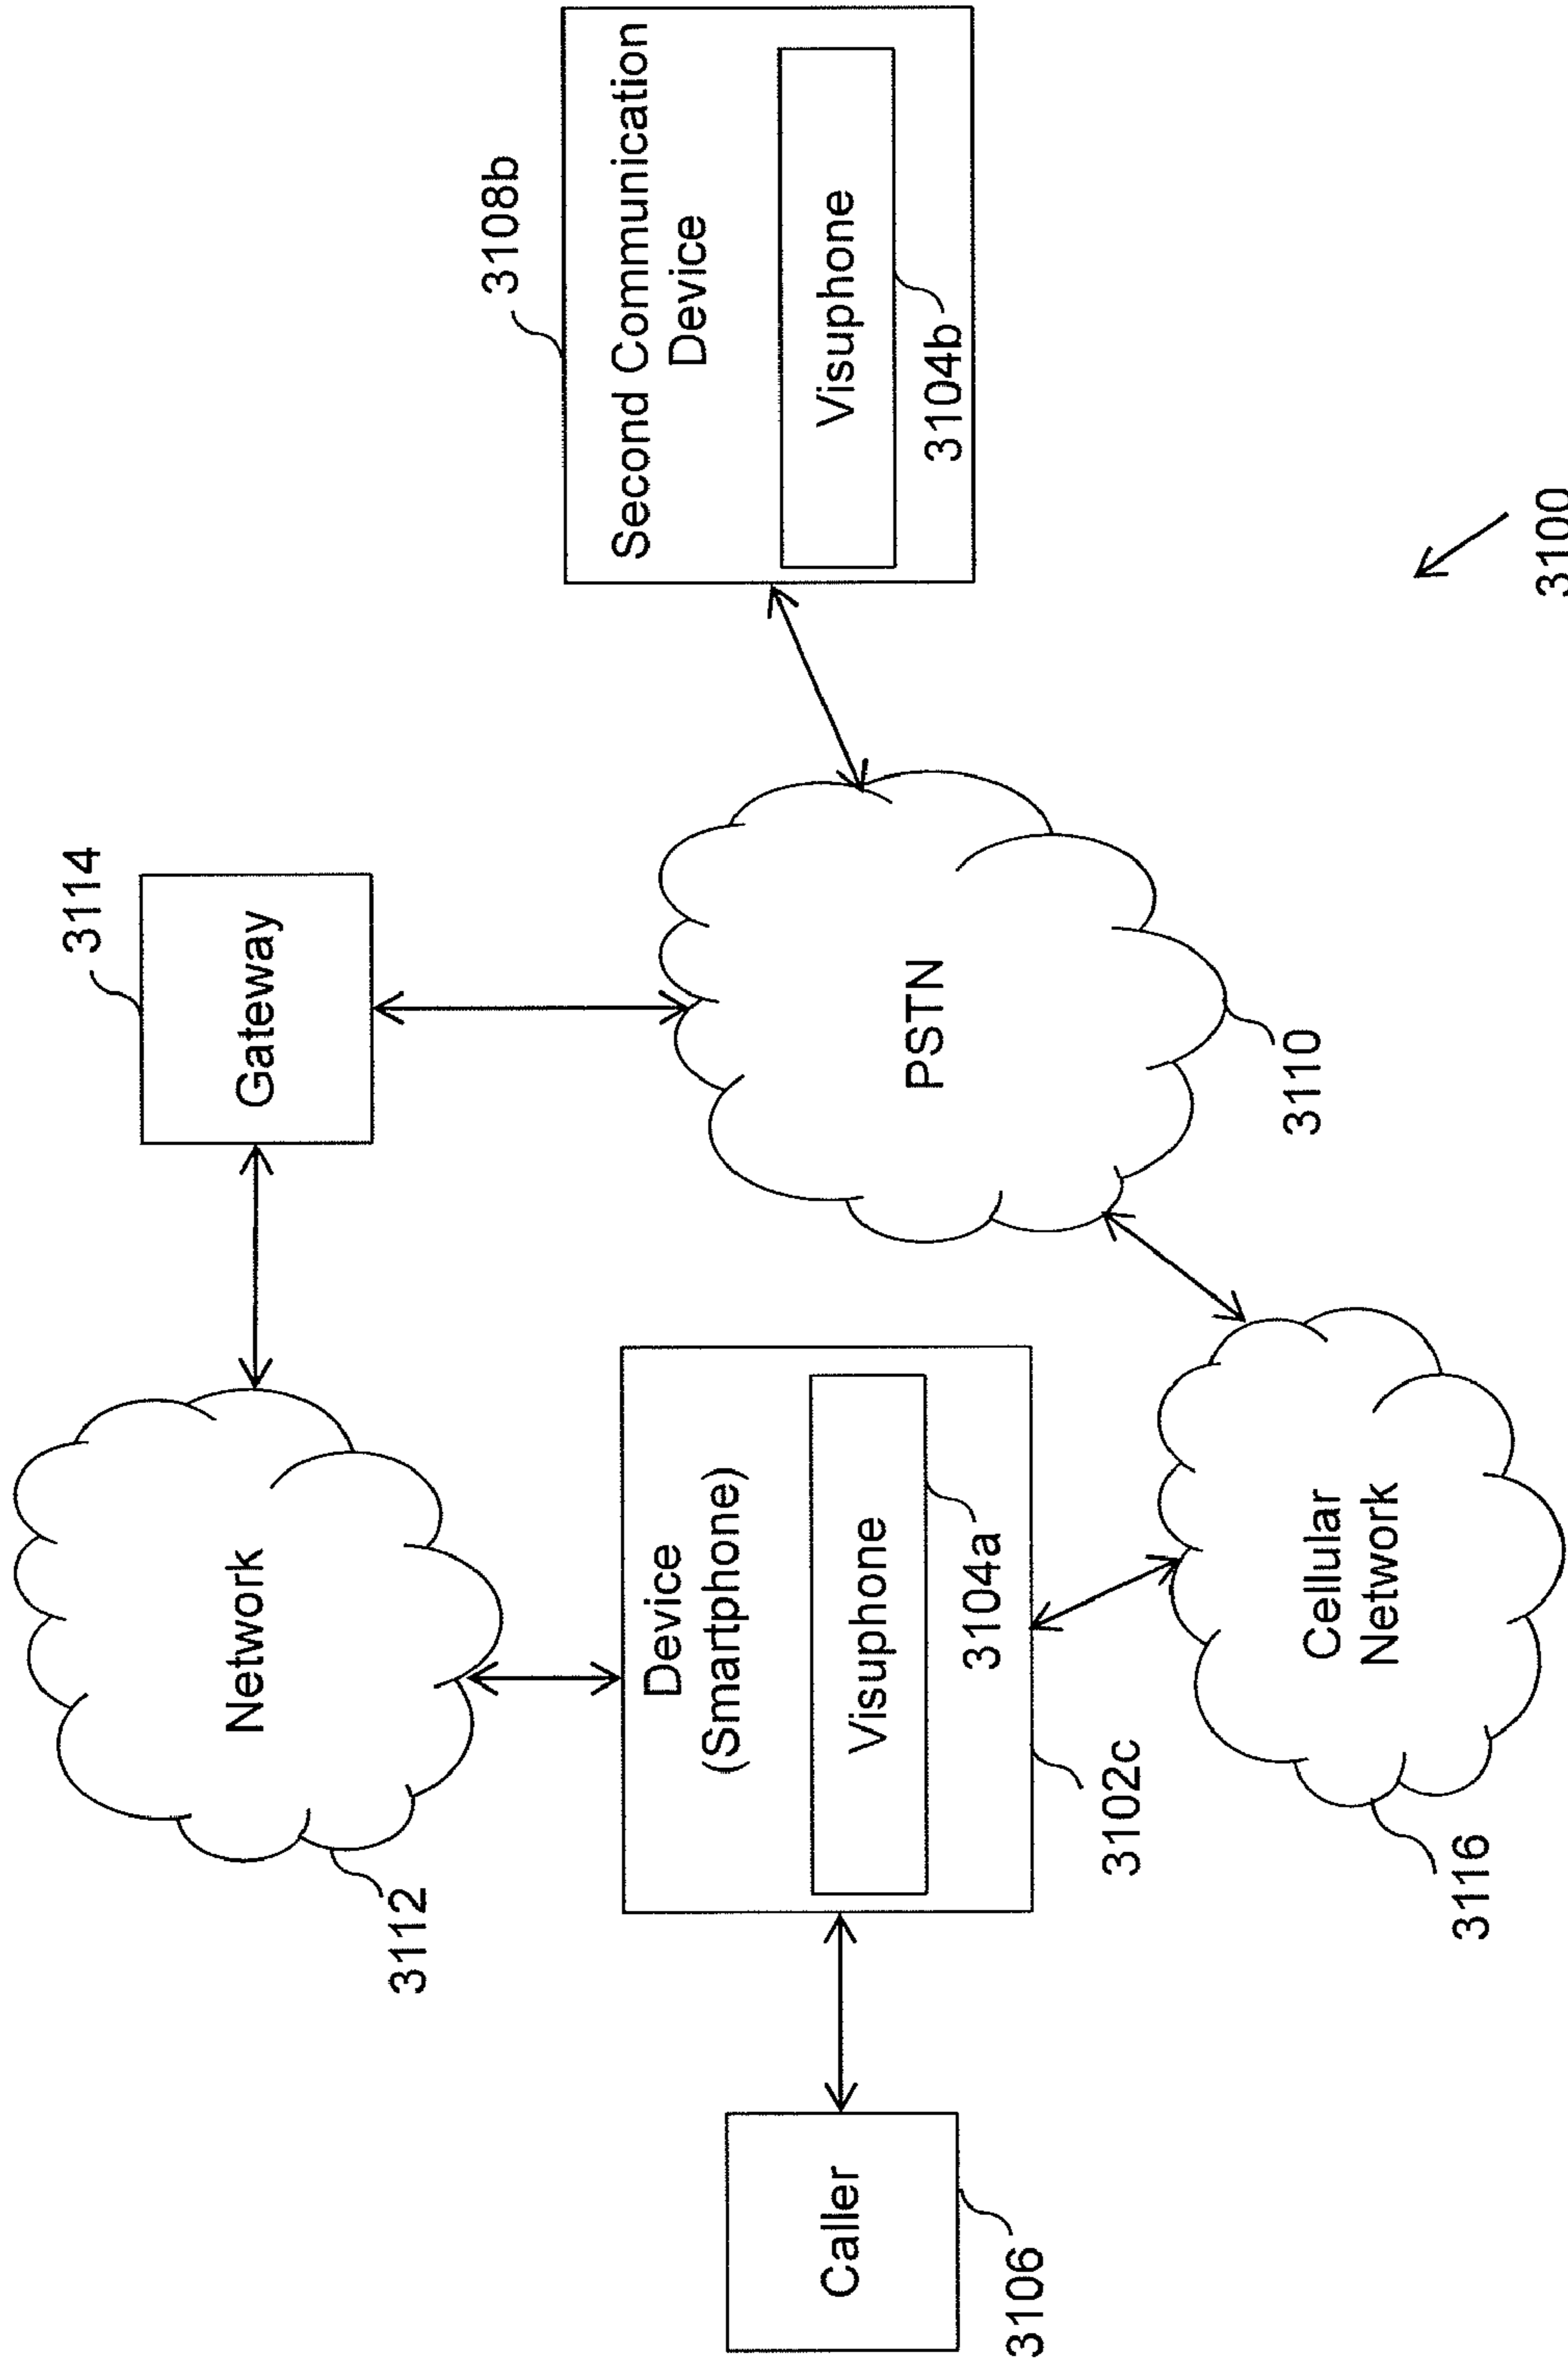 3112
Network
3114
Gateway
3108b
Second Communication
Device
Visuphone
3104b
Caller
3106
Device
(Smartphone)
Visuphone
3104a
3102c
PSTN
3110
Cellular
Network
3116
3100